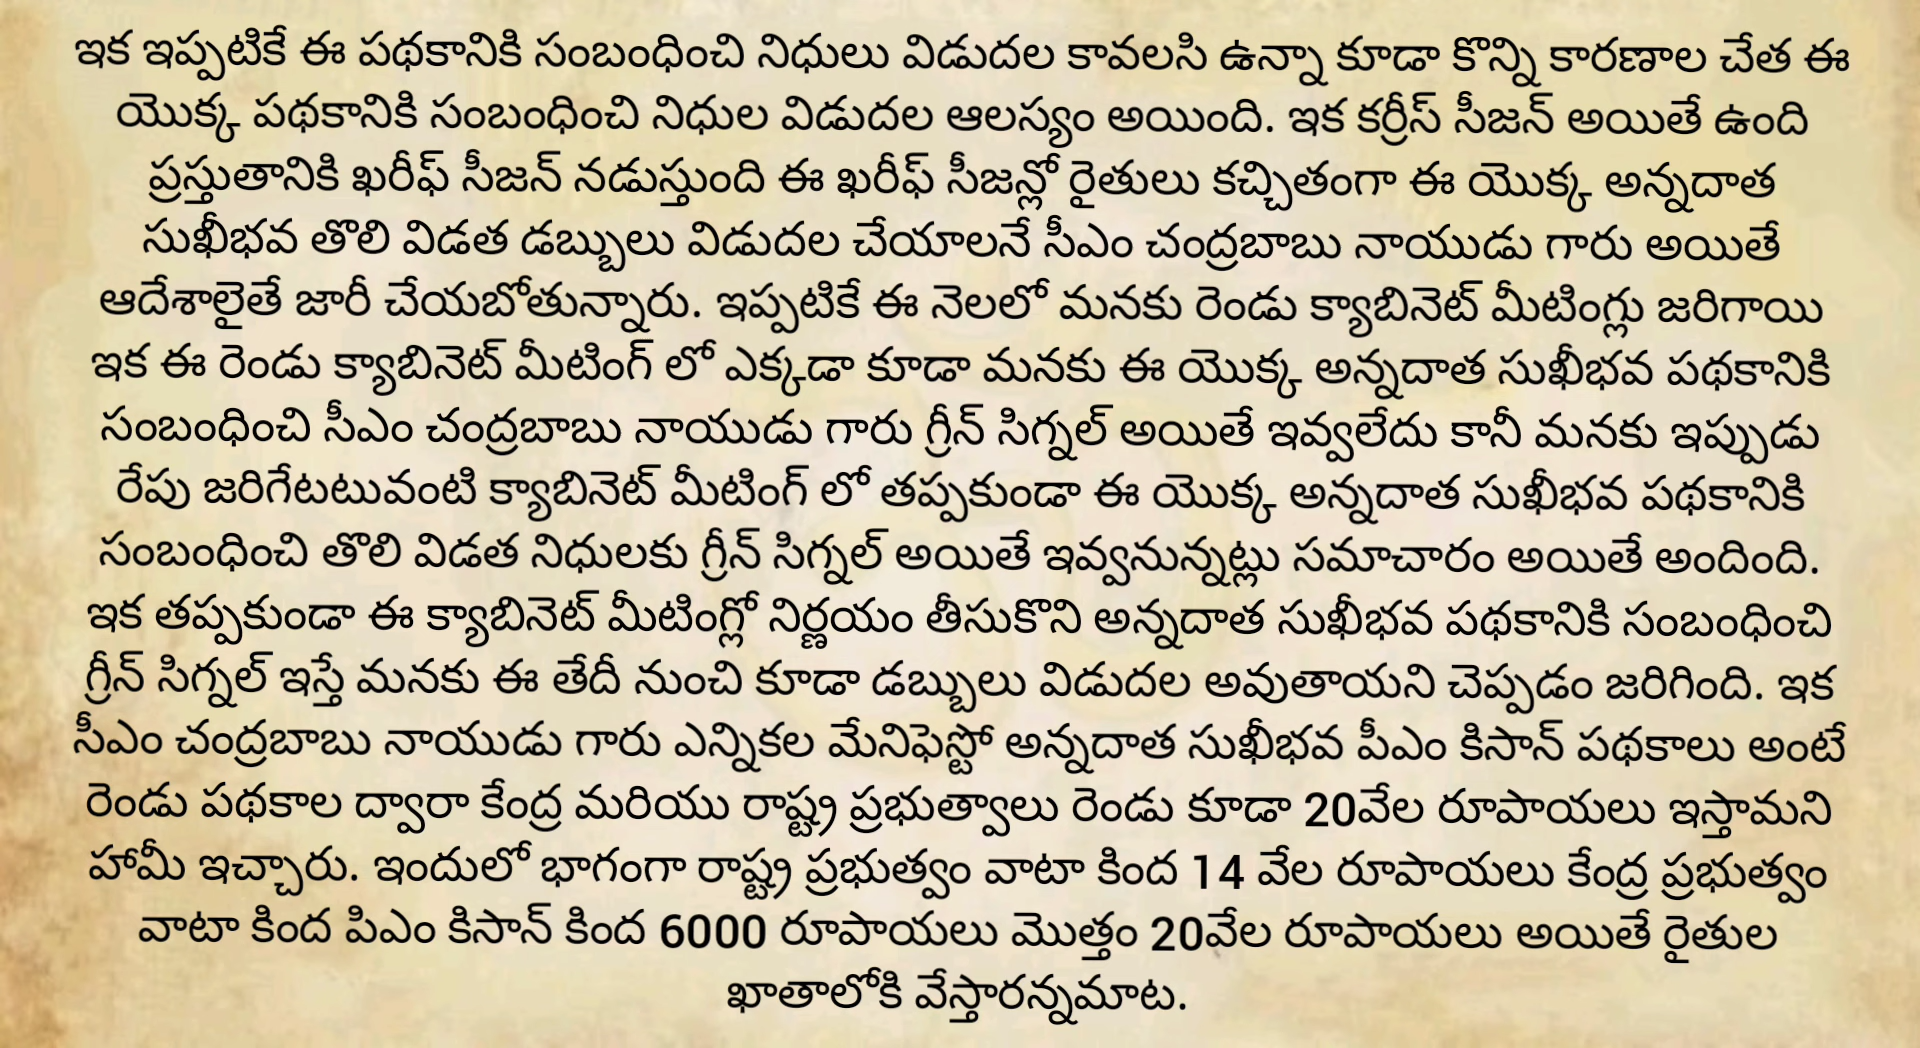 ఇక ఇప్పటికే ఈ పథకానికి సంబంధించి నిధులు విడుదల కావలసి ఉన్నా కూడా కొన్ని కారణాల చేత ఈ
యొక్క పథకానికి సంబంధించి నిధుల విడుదల ఆలస్యం అయింది. ఇక కర్రీస్ సీజన్ అయితే ఉంది
ప్రస్తుతానికి ఖరీఫ్ సీజన్ నడుస్తుంది ఈ ఖరీఫ్ సీజన్లో రైతులు కచ్చితంగా ఈ యొక్క అన్నదాత
సుఖీభవ తొలి విడత డబ్బులు విడుదల చేయాలనే సీఎం చంద్రబాబు నాయుడు గారు అయితే
ఆదేశాలైతే జారీ చేయబోతున్నారు. ఇప్పటికే ఈ నెలలో మనకు రెండు క్యాబినెట్ మీటింగ్లు జరిగాయి
ఇక ఈ రెండు క్యాబినెట్ మీటింగ్ లో ఎక్కడా కూడా మనకు ఈ యొక్క అన్నదాత సుఖీభవ పథకానికి
సంబంధించి సీఎం చంద్రబాబు నాయుడు గారు గ్రీన్ సిగ్నల్ అయితే ఇవ్వలేదు కానీ మనకు ఇప్పుడు
రేపు జరిగేటటువంటి క్యాబినెట్ మీటింగ్ లో తప్పకుండా ఈ యొక్క అన్నదాత సుఖీభవ పథకానికి
సంబంధించి తొలి విడత నిధులకు గ్రీన్ సిగ్నల్ అయితే ఇవ్వనున్నట్లు సమాచారం అయితే అందింది.
ఇక తప్పకుండా ఈ క్యాబినెట్ మీటింగ్లో నిర్ణయం తీసుకొని అన్నదాత సుఖీభవ పథకానికి సంబంధించి
గ్రీన్ సిగ్నల్ ఇస్తే మనకు ఈ తేదీ నుంచి కూడా డబ్బులు విడుదల అవుతాయని చెప్పడం జరిగింది. ఇక
సీఎం చంద్రబాబు నాయుడు గారు ఎన్నికల మేనిఫెస్టో అన్నదాత సుఖీభవ పీఎం కిసాన్ పథకాలు అంటే
రెండు పథకాల ద్వారా కేంద్ర మరియు రాష్ట్ర ప్రభుత్వాలు రెండు కూడా 20వేల రూపాయలు ఇస్తామని
హామీ ఇచ్చారు. ఇందులో భాగంగా రాష్ట్ర ప్రభుత్వం వాటా కింద 14 వేల రూపాయలు కేంద్ర ప్రభుత్వం
వాటా కింద పిఎం కిసాన్ కింద 6000 రూపాయలు మొత్తం 20వేల రూపాయలు అయితే రైతుల
ఖాతాలోకి వేస్తారన్నమాట.